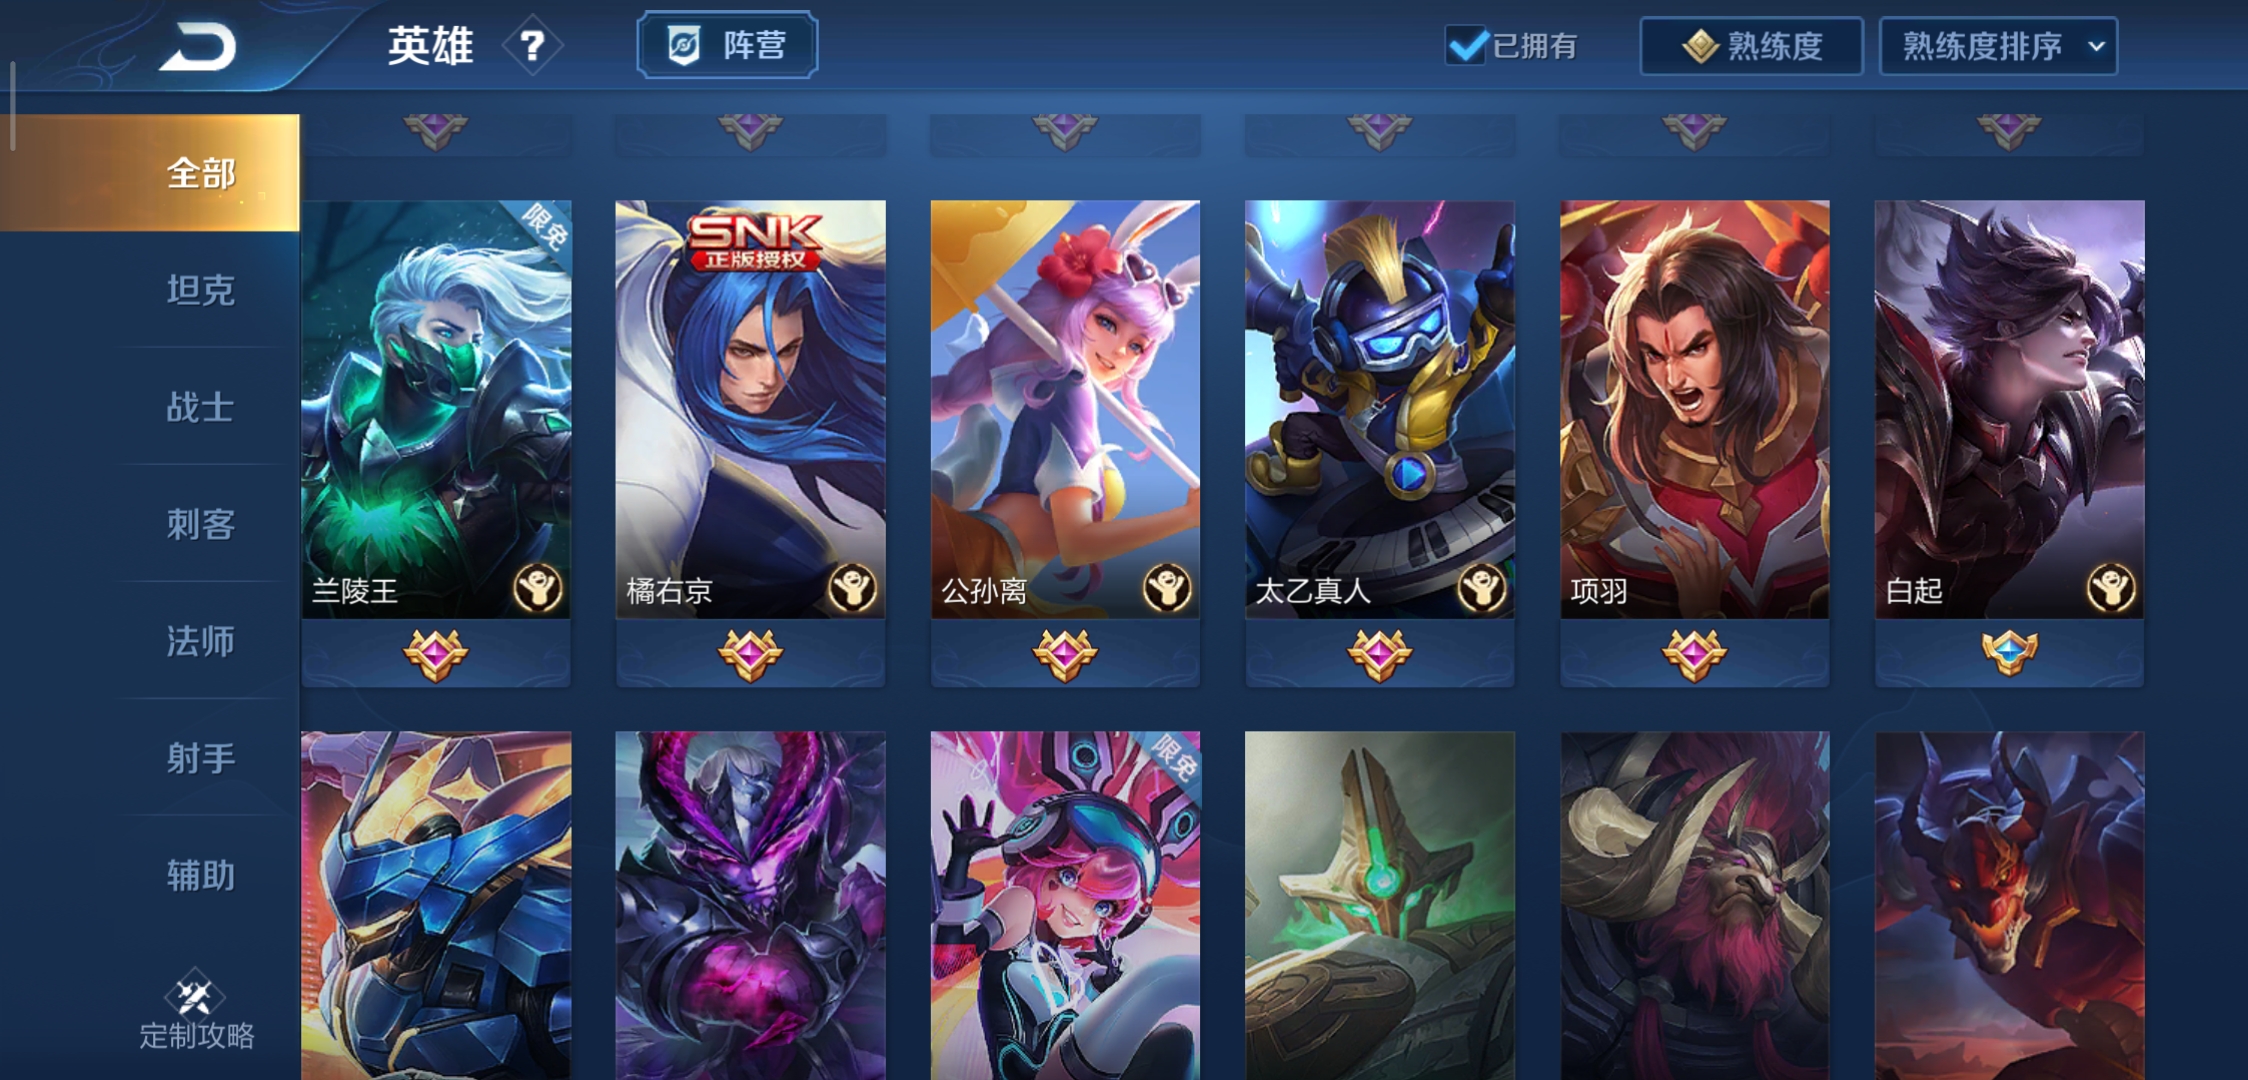 英雄
?
阵营
已拥有
熟练度
熟练度排序
全部
坦克
战士
刺客
法师
射手
辅助
定制攻略
限免
兰陵王
SNK
正版授权
橘右京
公孙离
太乙真人
项羽
白起
限免